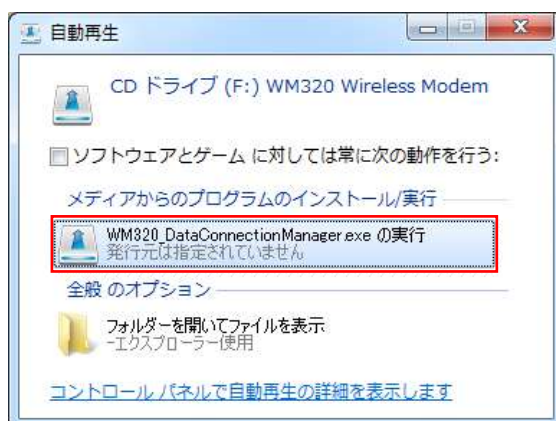 自動再生
CD ドライブ (F:) WM320 Wireless Modem
ソフトウェアとゲーム に対しては常に次の動作を行う:
メディアからのプログラムのインストール/実行
WM320_DataConnectionManager.exe の実行
発行元は指定されていません
全般 のオプション
フォルダーを開いてファイルを表示
-エクスプローラー使用
コントロール パネルで自動再生の詳細を表示します